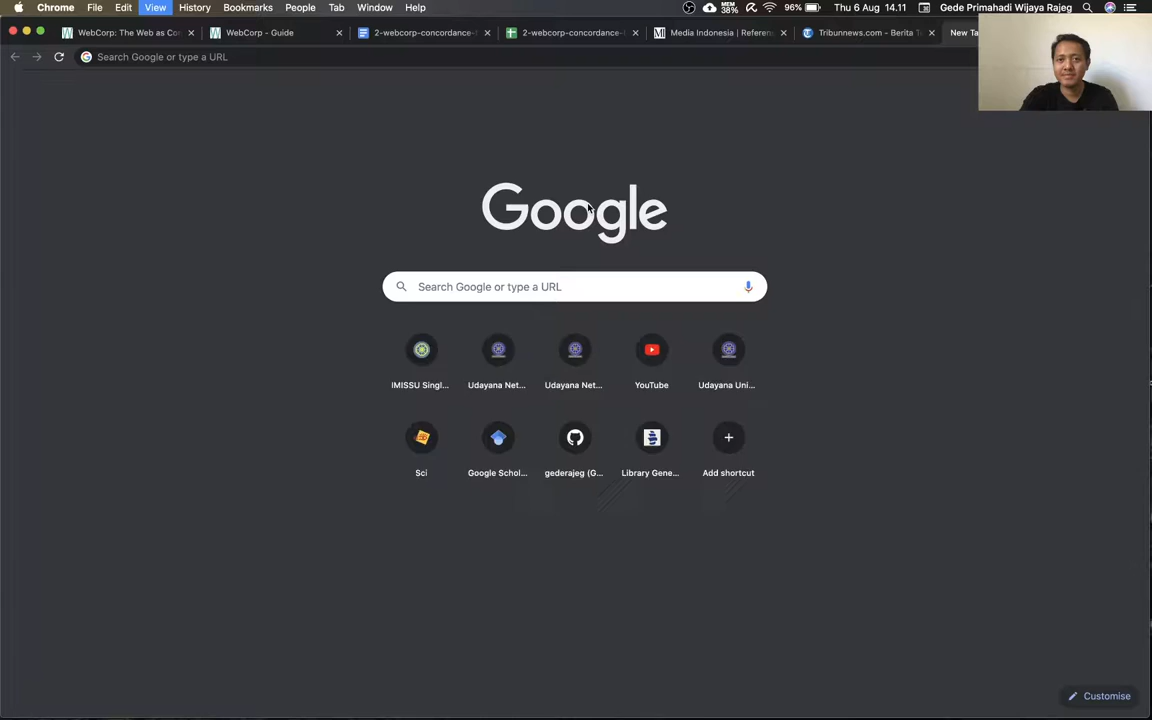 Chrome File Edit View History Bookmarks People Tab Window Help MEM 38% 96% Thu 6 Aug 14.11 Gede Primahadi Wijaya Rajeg
WebCorp: The Web as Co WebCorp - Guide 2-webcorp-concordance- 2-webcorp-concordance- Media Indonesia | Referen Tribunnews.com - Berita T New Ta
Search Google or type a URL
Google
Search Google or type a URL
IMISSU Singl... Udayana Net... Udayana Net... YouTube Udayana Uni...
Sci Google Schol... gederajeg (G... Library Gene... Add shortcut
Customise